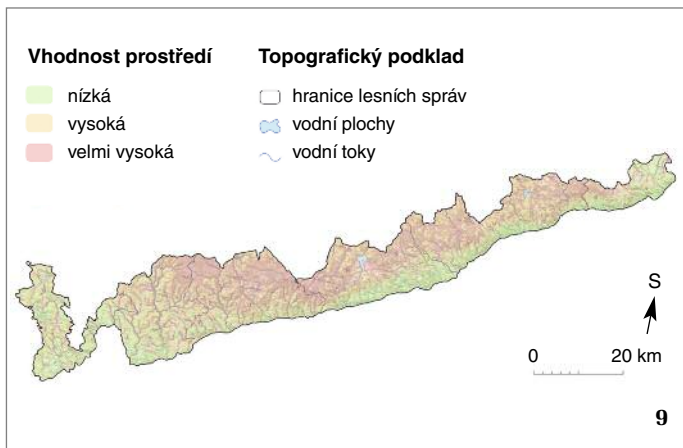 Vhodnost prostředí
nízká
vysoká
velmi vysoká
Topografický podklad
hranice lesních správ
vodní plochy
vodní toky
S
0 20 km
9